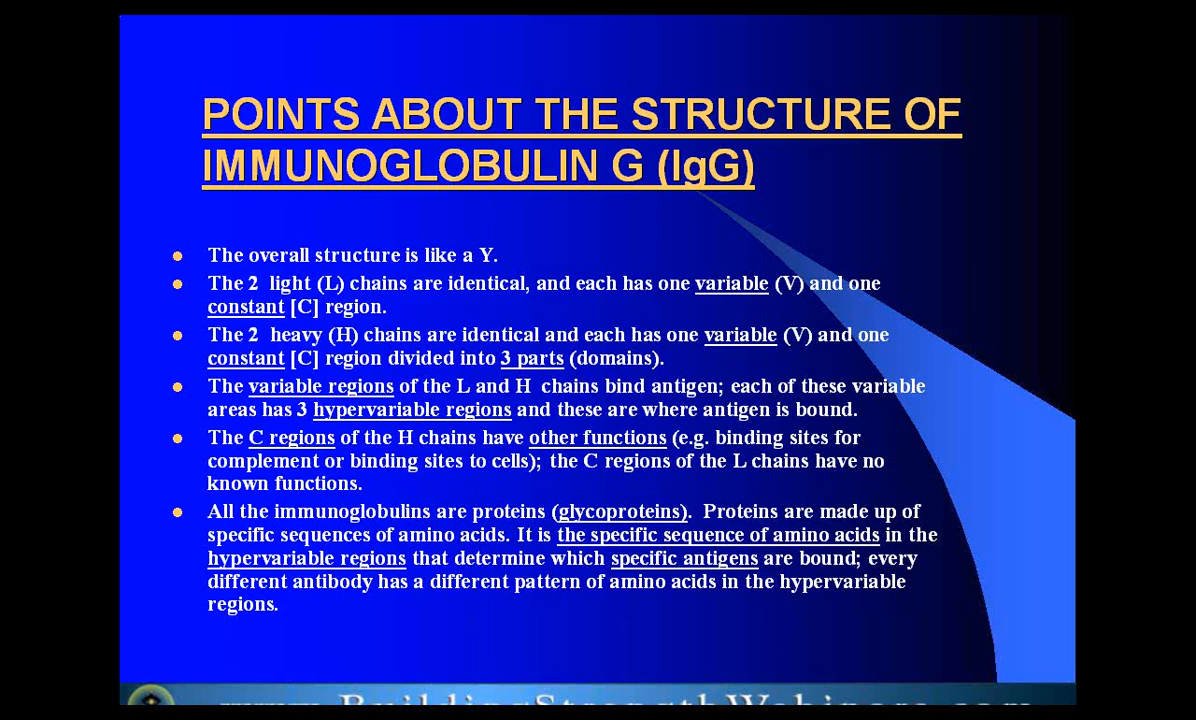 POINTS ABOUT THE STRUCTURE OF
IMMUNOGLOBULIN G (IgG)
The overall structure is like a Y.
The 2 light (L) chains are identical, and each has one variable (V) and one
constant [C] region.
The 2 heavy (H) chains are identical and each has one variable (V) and one
constant [C] region divided into 3 parts (domains).
The variable regions of the L and H chains bind antigen; each of these variable
areas has 3 hypervariable regions and these are where antigen is bound.
The C regions of the H chains have other functions (e.g. binding sites for
complement or binding sites to cells); the C regions of the L chains have no
known functions.
All the immunoglobulins are proteins (glycoproteins). Proteins are made up of
specific sequences of amino acids. It is the specific sequence of amino acids in the
hypervariable regions that determine which specific antigens are bound; every
different antibody has a different pattern of amino acids in the hypervariable
regions.
www.BuildingStrengthWebinars.com